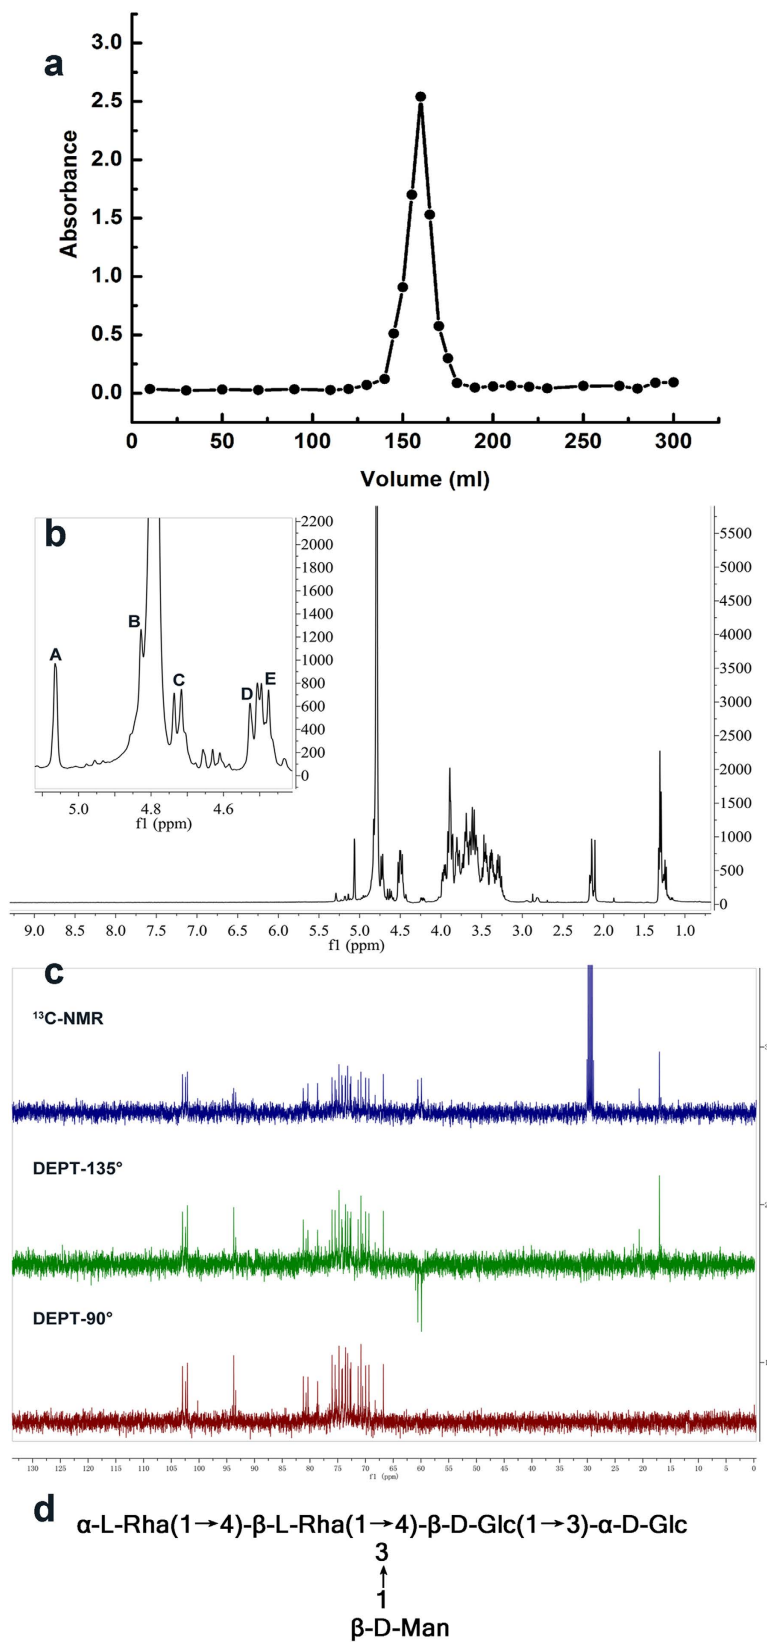 a
3.0
2.5
2.0
1.5
1.0
0.5
0.0
Absorbance
0 50 100 150 200 250 300
Volume (ml)
b
2200
2000
1800
1600
1400
1200
1000
800
600
400
200
0
A
B
C
D
E
5.0 4.8 4.6
f1 (ppm)
5500
5000
4500
4000
3500
3000
2500
2000
1500
1000
500
0
9.0 8.5 8.0 7.5 7.0 6.5 6.0 5.5 5.0 4.5 4.0 3.5 3.0 2.5 2.0 1.5 1.0
f1 (ppm)
c
¹³C-NMR
DEPT-135°
DEPT-90°
130 125 120 115 110 105 100 95 90 85 80 75 70 65 60 55 50 45 40 35 30 25 20 15 10 5 0
f1 (ppm)
d
α-L-Rha(1→4)-β-L-Rha(1→4)-β-D-Glc(1→3)-α-D-Glc
3
↑
1
β-D-Man